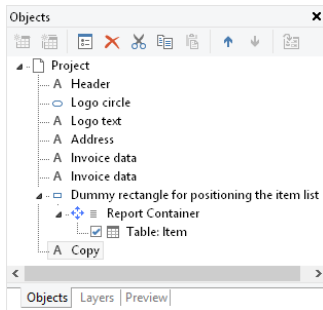 Objects
Project
A Header
Logo circle
A Logo text
A Address
A Invoice data
A Invoice data
Dummy rectangle for positioning the item list
Report Container
Table: Item
A Copy
Objects Layers Preview